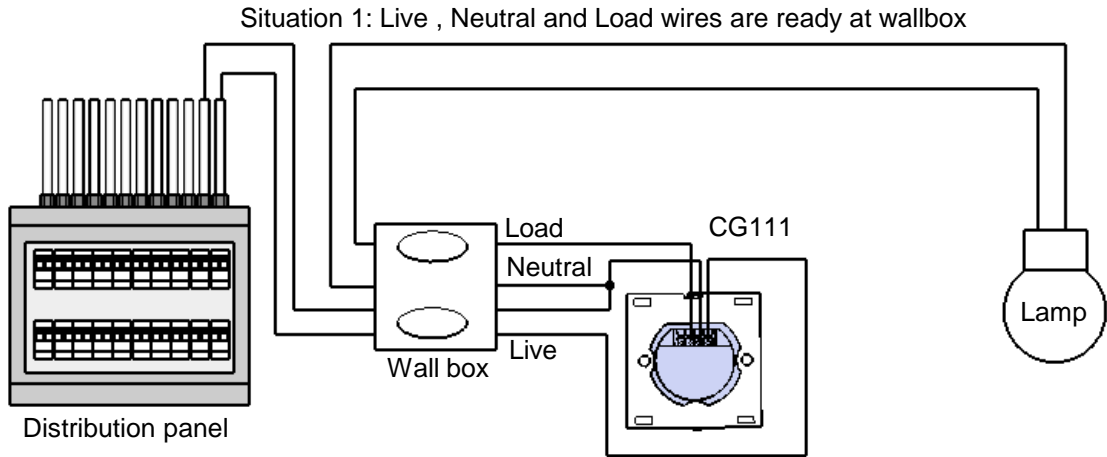 Situation 1: Live , Neutral and Load wires are ready at wallbox
Load
CG111
Neutral
Lamp
Live
Wall box
Distribution panel